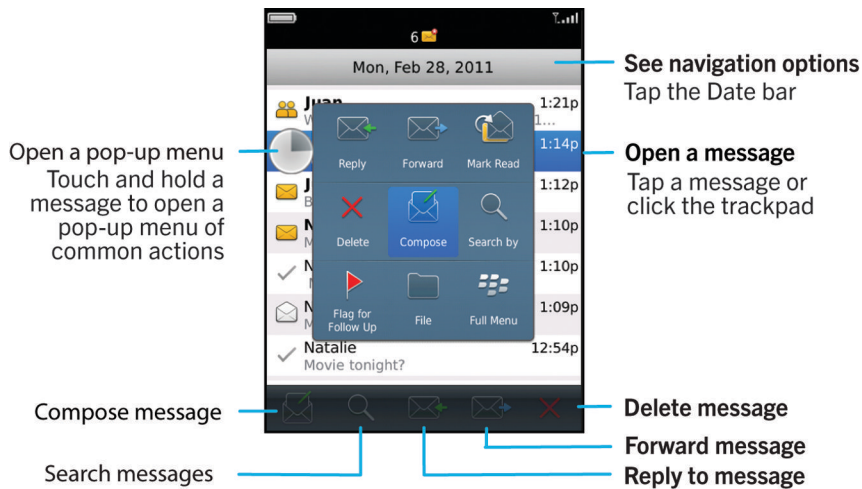 6
Mon, Feb 28, 2011
See navigation options
Tap the Date bar
Juan
1:21p
1...
Reply
Forward
Mark Read
1:14p
Open a pop-up menu
Touch and hold a
message to open a
pop-up menu of
common actions
Open a message
Tap a message or
click the trackpad
1:12p
Delete
Compose
Search by
1:10p
1:10p
Flag for
Follow Up
File
Full Menu
1:09p
Natalie
12:54p
Movie tonight?
Compose message
Search messages
Delete message
Forward message
Reply to message